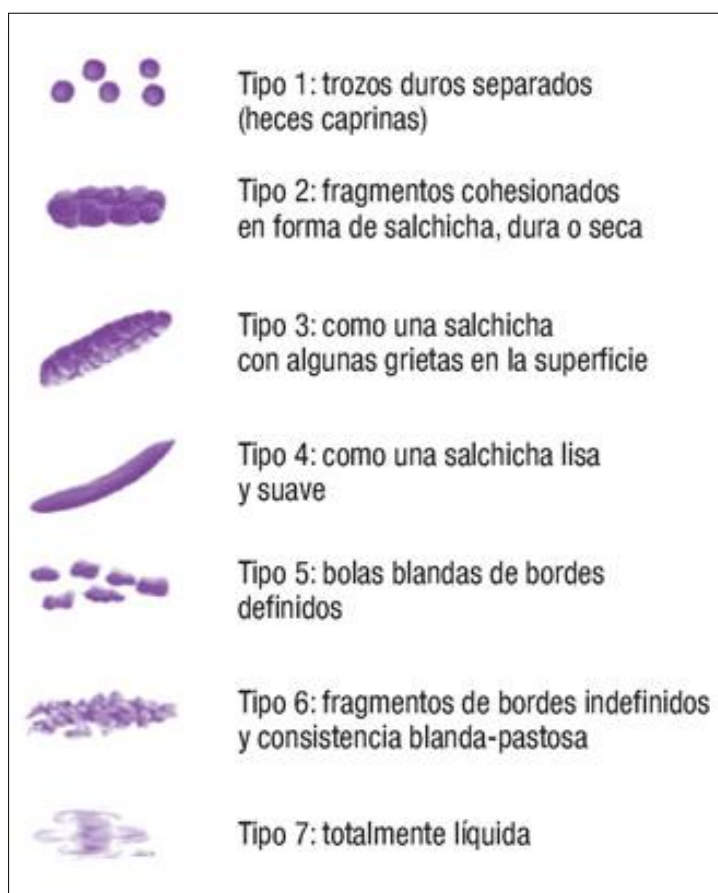 Tipo 1: trozos duros separados
(heces caprinas)
Tipo 2: fragmentos cohesionados
en forma de salchicha, dura o seca
Tipo 3: como una salchicha
con algunas grietas en la superficie
Tipo 4: como una salchicha lisa
y suave
Tipo 5: bolas blandas de bordes
definidos
Tipo 6: fragmentos de bordes indefinidos
y consistencia blanda-pastosa
Tipo 7: totalmente líquida